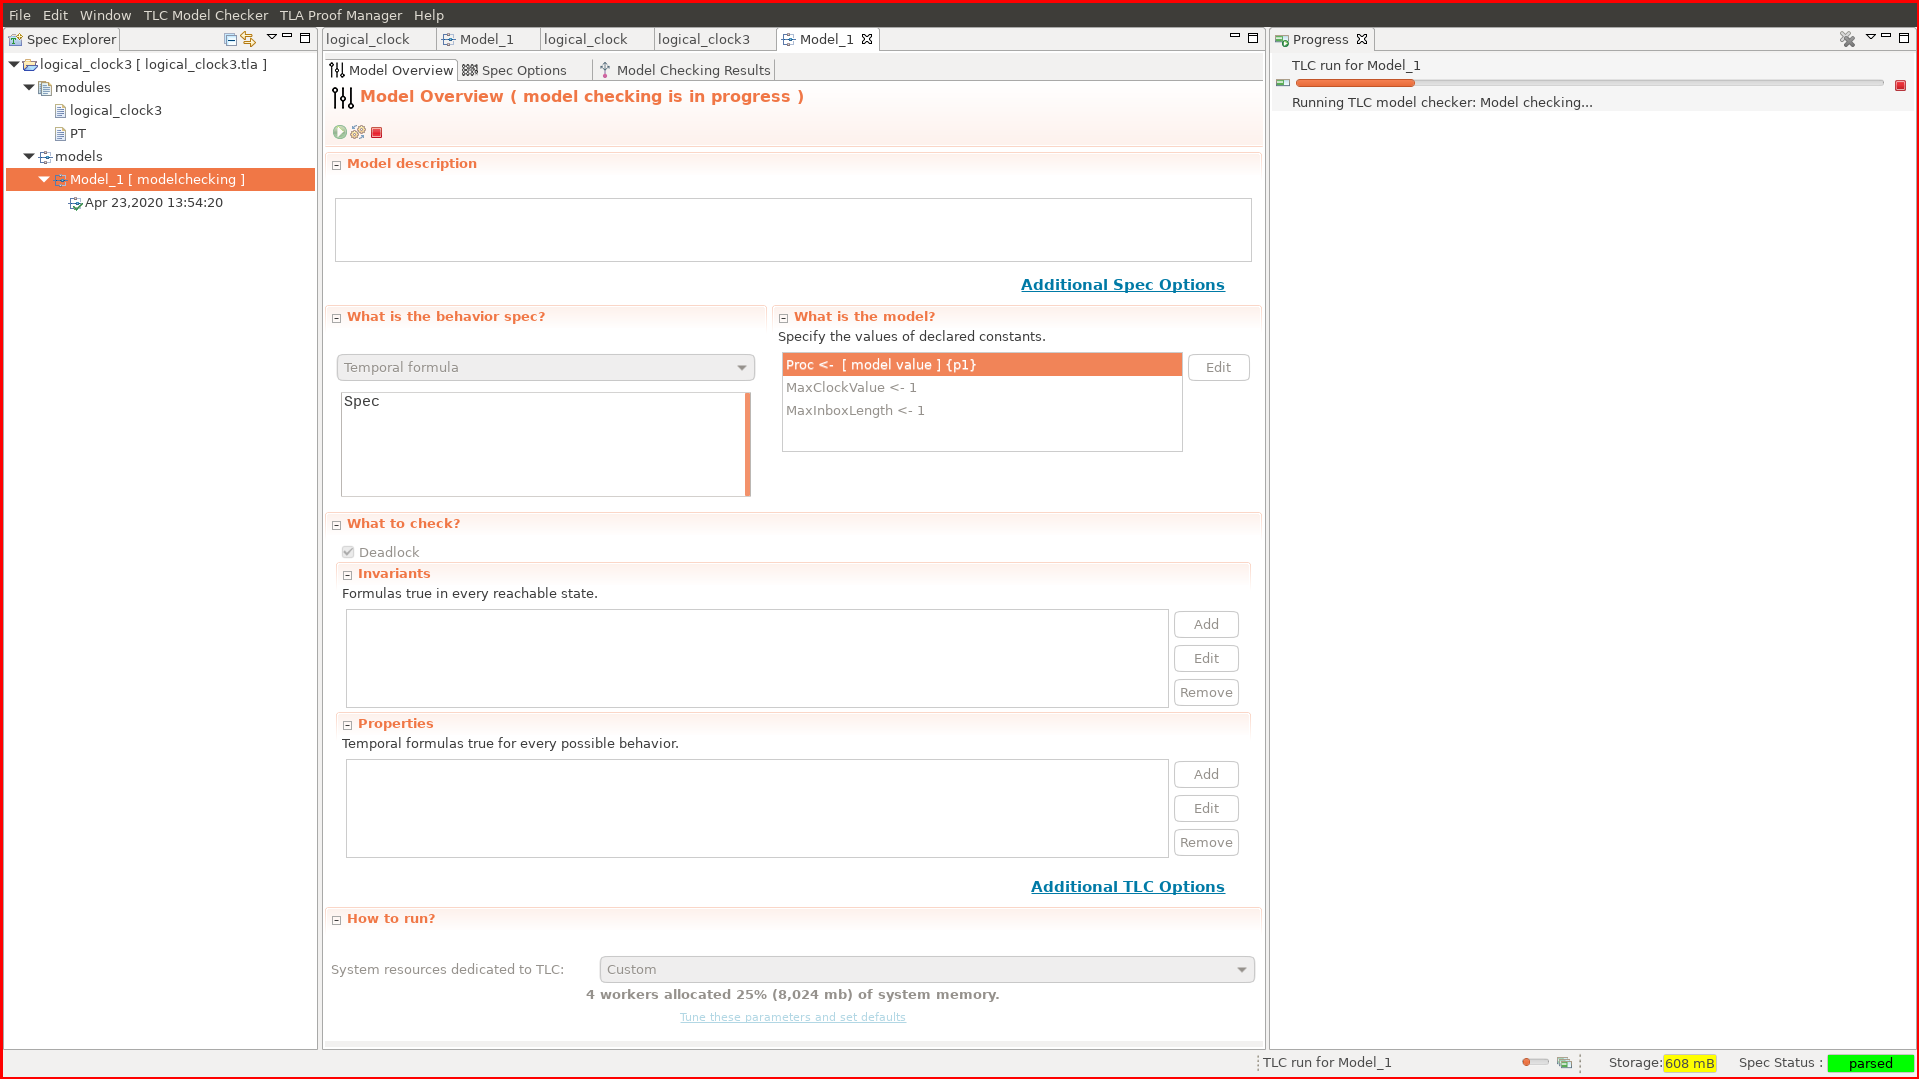 File Edit Window TLC Model Checker TLA Proof Manager Help
Spec Explorer
logical_clock3 [ logical_clock3.tla ]
modules
logical_clock3
PT
models
Model_1 [ modelchecking ]
Apr 23,2020 13:54:20
logical_clock Model_1 logical_clock logical_clock3 Model_1
Model Overview Spec Options Model Checking Results
Model Overview ( model checking is in progress )
Model description
Additional Spec Options
What is the behavior spec?
Temporal formula
Spec
What is the model?
Specify the values of declared constants.
Proc <- [ model value ] {p1}
MaxClockValue <- 1
MaxInboxLength <- 1
Edit
What to check?
Deadlock
Invariants
Formulas true in every reachable state.
Add
Edit
Remove
Properties
Temporal formulas true for every possible behavior.
Add
Edit
Remove
Additional TLC Options
How to run?
System resources dedicated to TLC: Custom
4 workers allocated 25% (8,024 mb) of system memory.
Tune these parameters and set defaults
Progress
TLC run for Model_1
Running TLC model checker: Model checking...
TLC run for Model_1 Storage: 608 mB Spec Status : parsed